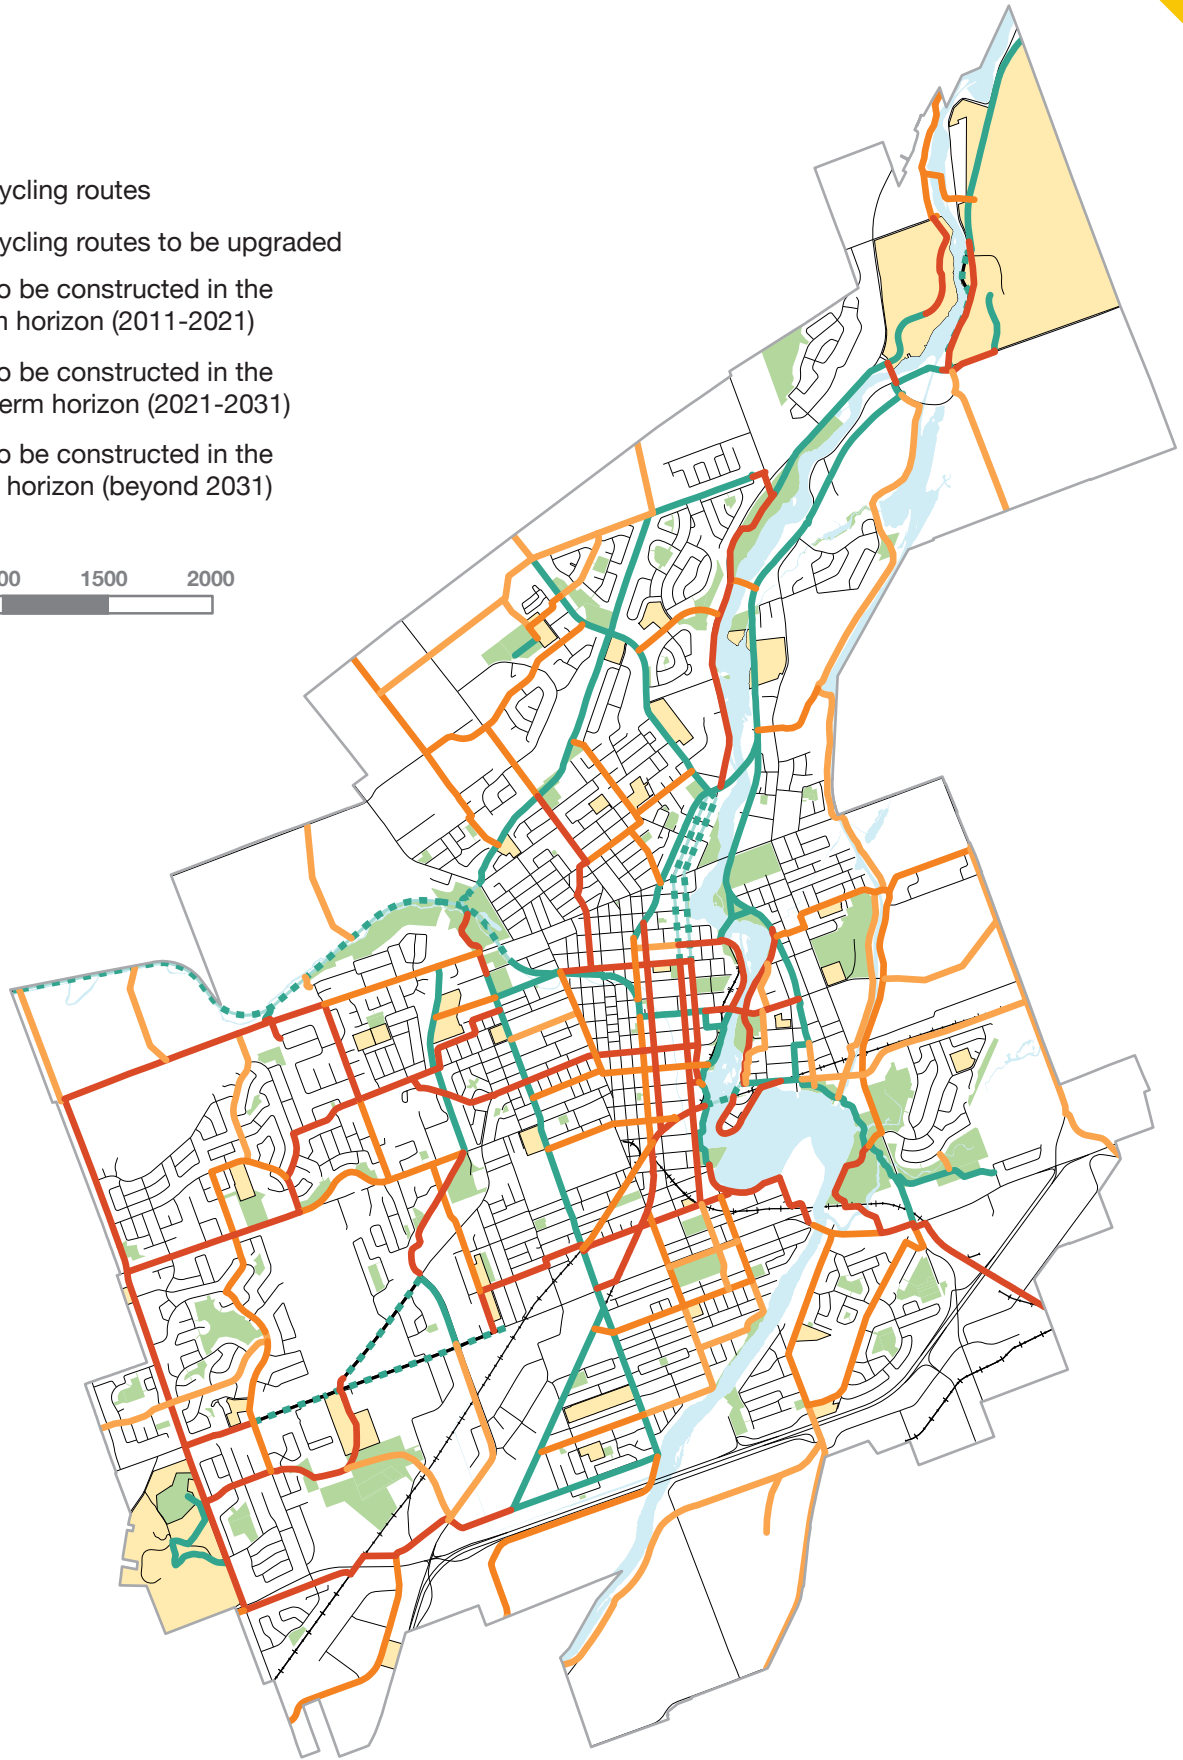 ycling routes
ycling routes to be upgraded
o be constructed in the
n horizon (2011-2021)
o be constructed in the
erm horizon (2021-2031)
o be constructed in the
horizon (beyond 2031)
00 1500 2000